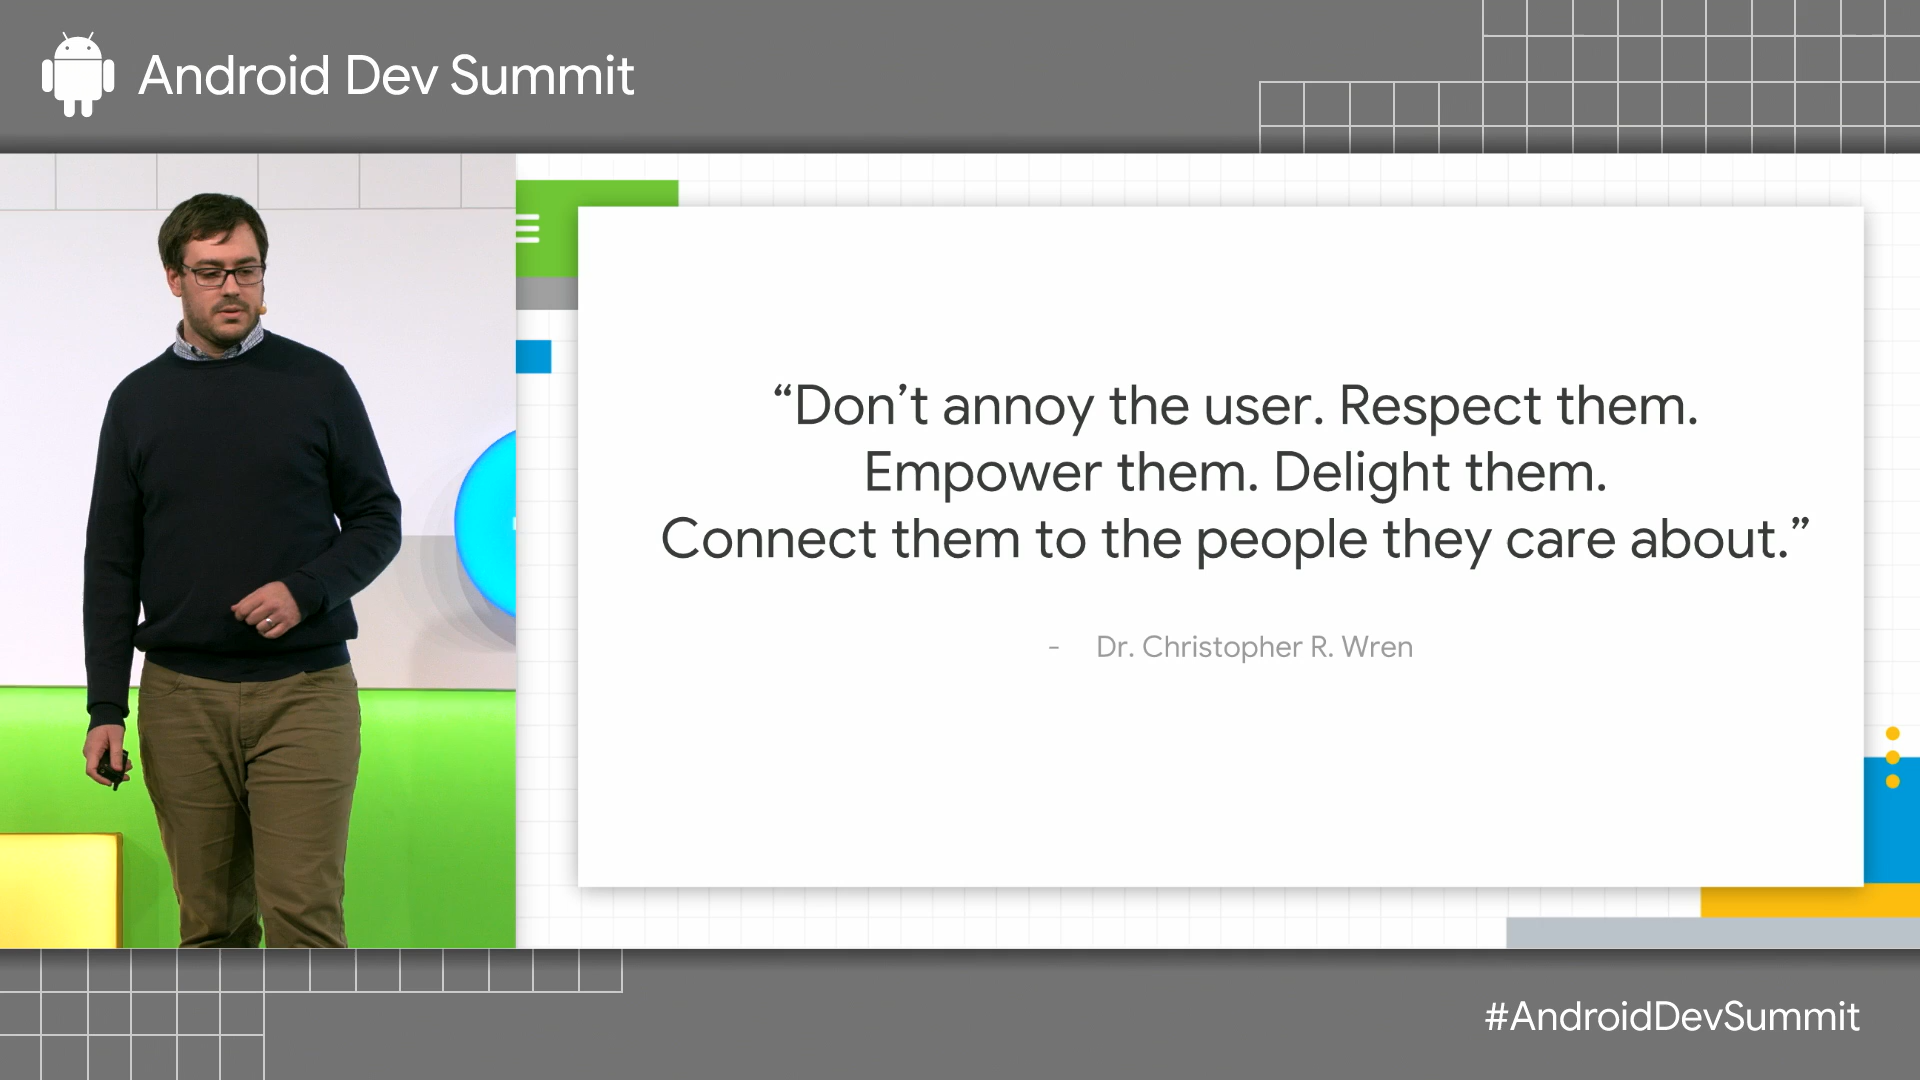 Android Dev Summit
“Don’t annoy the user. Respect them.
Empower them. Delight them.
Connect them to the people they care about.”
- Dr. Christopher R. Wren
#AndroidDevSummit